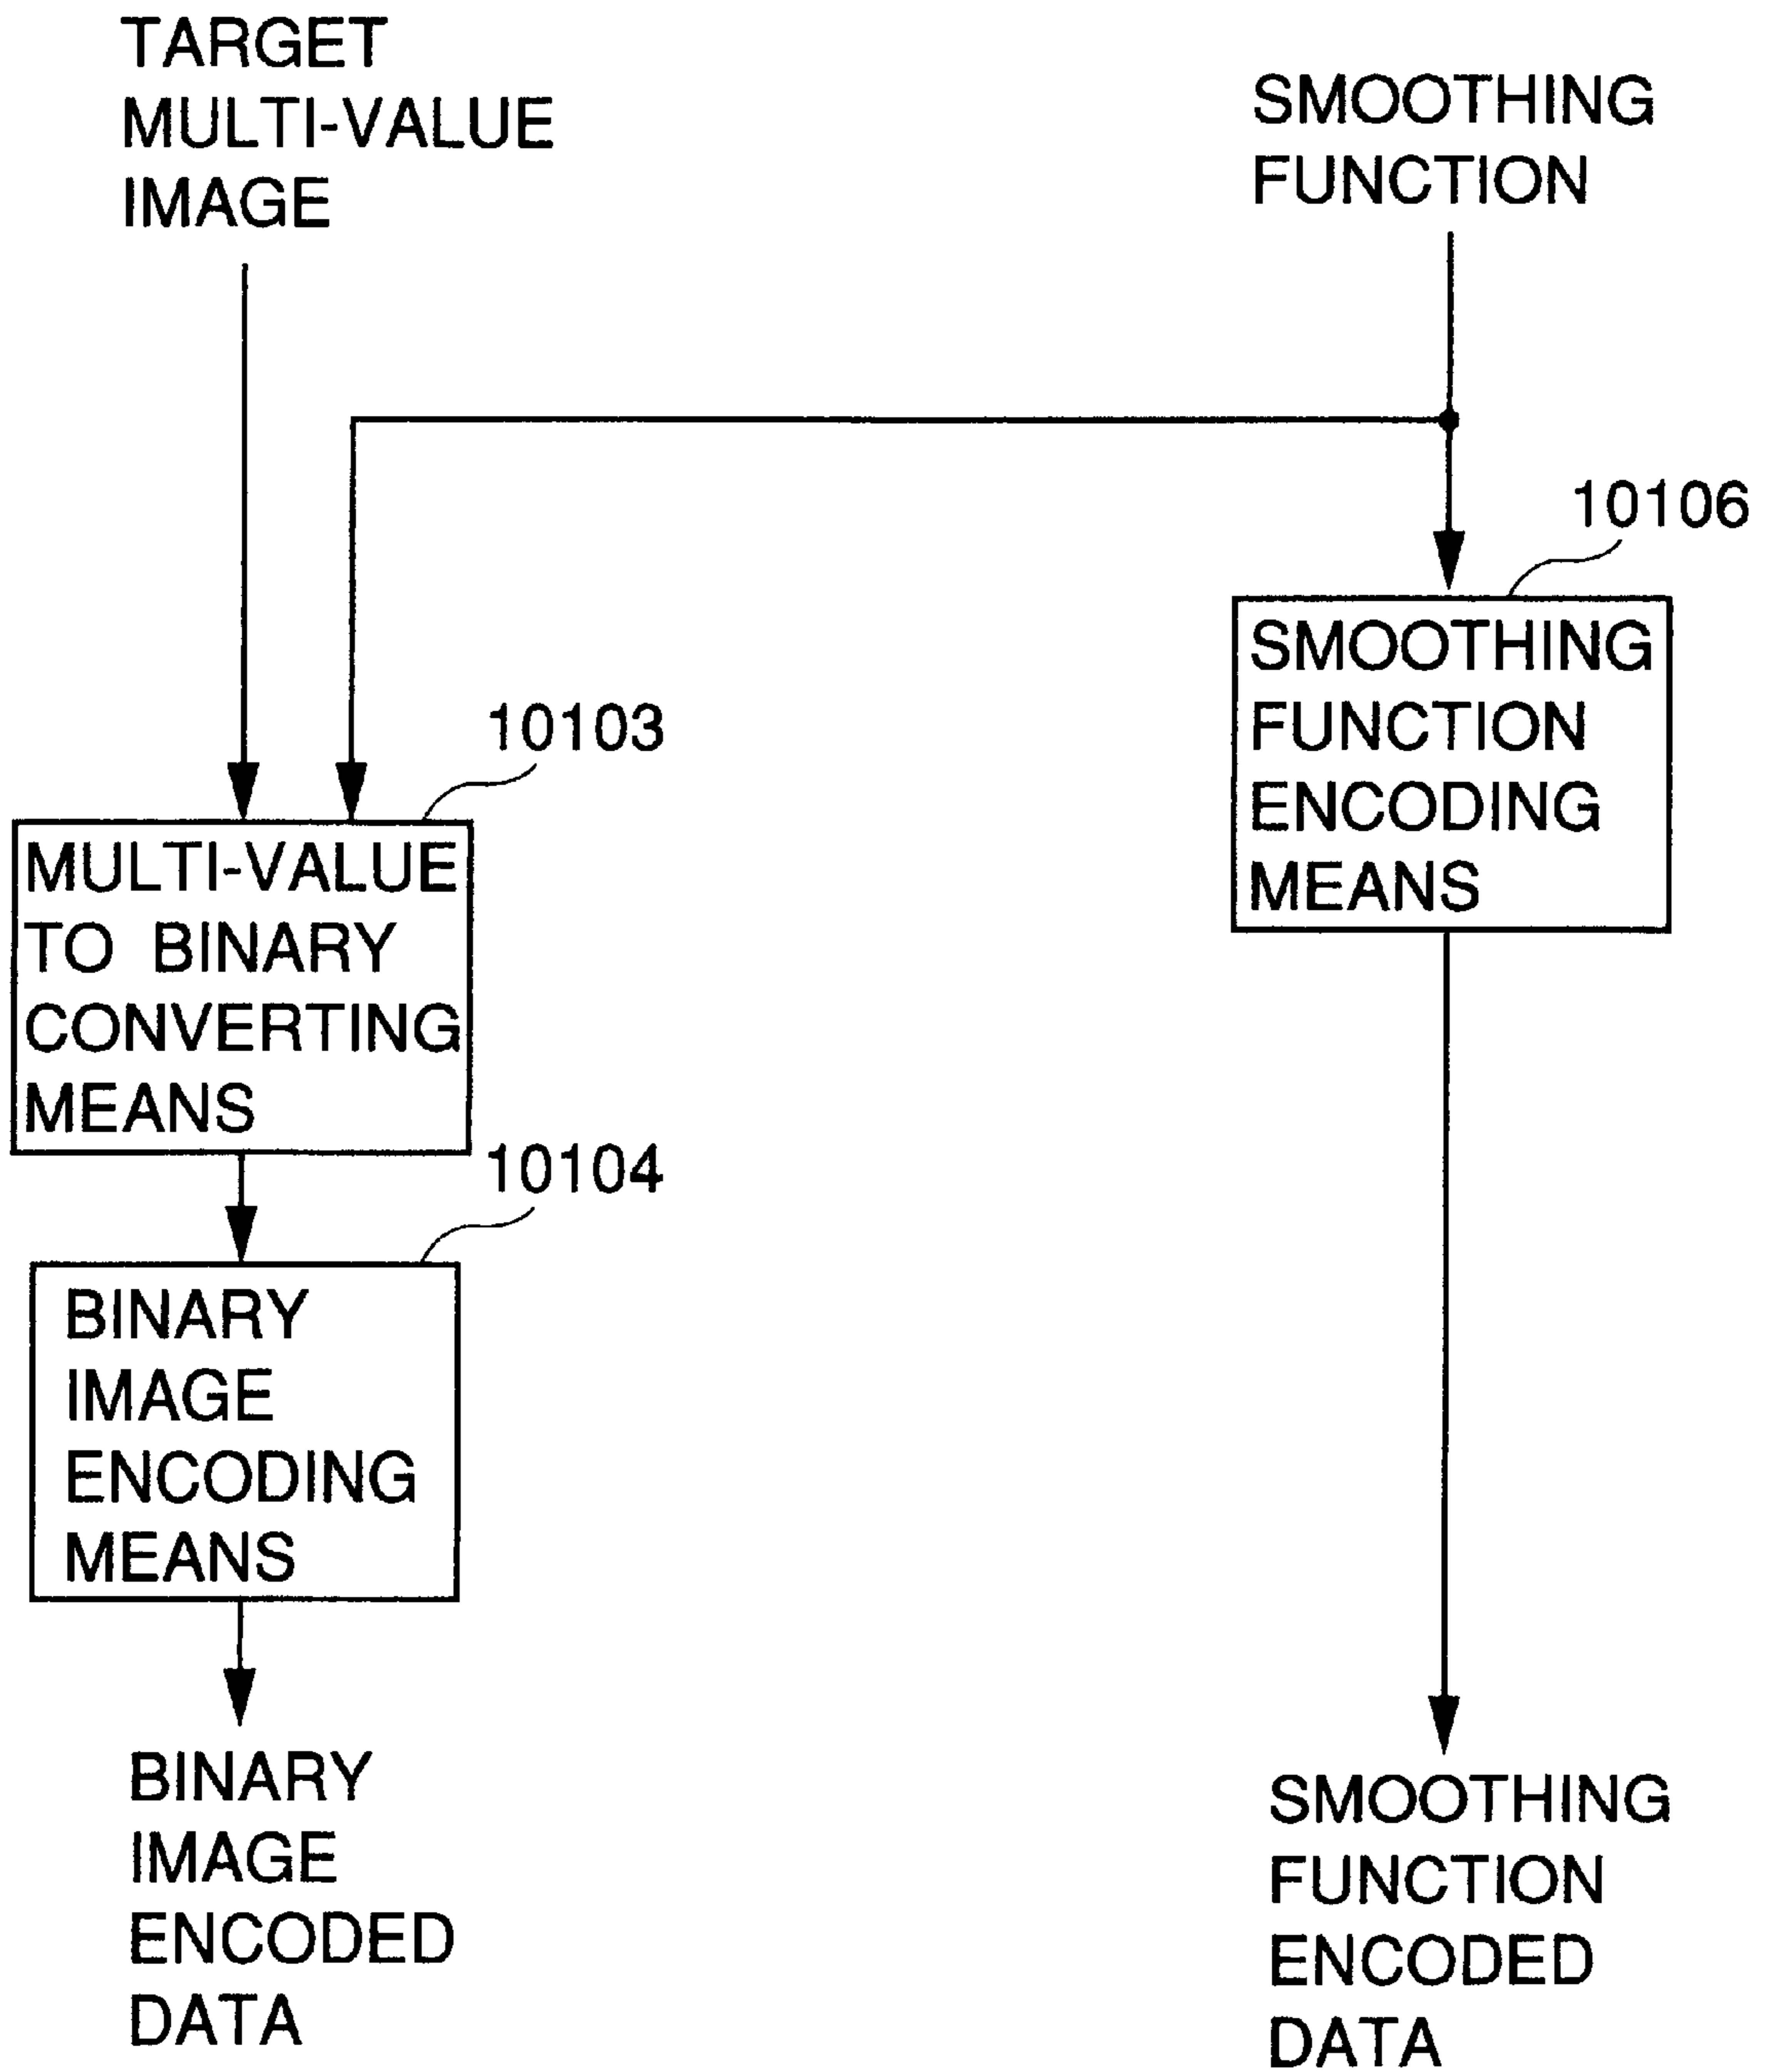 TARGET
MULTI-VALUE
IMAGE
SMOOTHING
FUNCTION
10106
SMOOTHING
FUNCTION
ENCODING
MEANS
10103
MULTI-VALUE
TO BINARY
CONVERTING
MEANS
10104
BINARY
IMAGE
ENCODING
MEANS
BINARY
IMAGE
ENCODED
DATA
SMOOTHING
FUNCTION
ENCODED
DATA